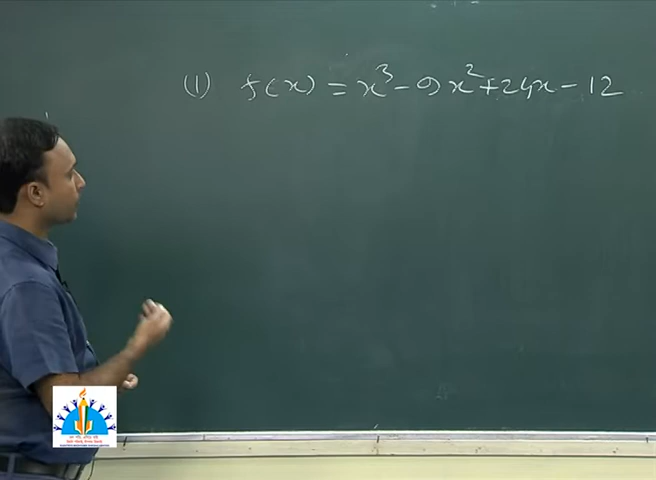 (1) f(x) = x³ - 9x² + 24x - 12